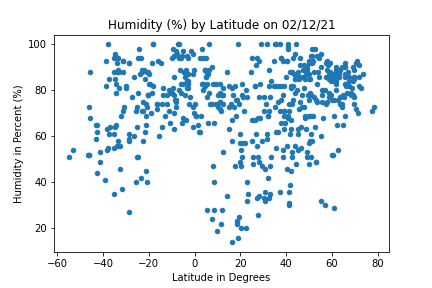 Humidity (%) by Latitude on 02/12/21
100
80
60
40
20
Humidity in Percent (%)
−60 −40 −20 0 20 40 60 80
Latitude in Degrees